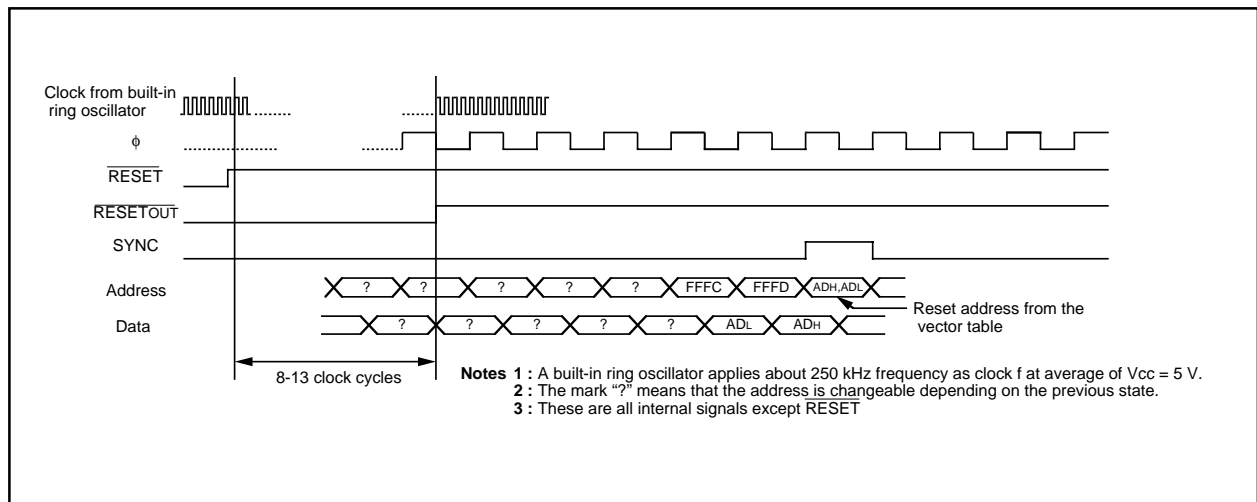 Clock from built-in
ring oscillator
ϕ
RESET
RESETOUT
SYNC
Address
? ? ? ? ? FFFC FFFD ADH,ADL
Reset address from the
vector table
Data
? ? ? ? ? ADL ADH
8-13 clock cycles
Notes 1 : A built-in ring oscillator applies about 250 kHz frequency as clock f at average of Vcc = 5 V.
2 : The mark “?” means that the address is changeable depending on the previous state.
3 : These are all internal signals except RESET